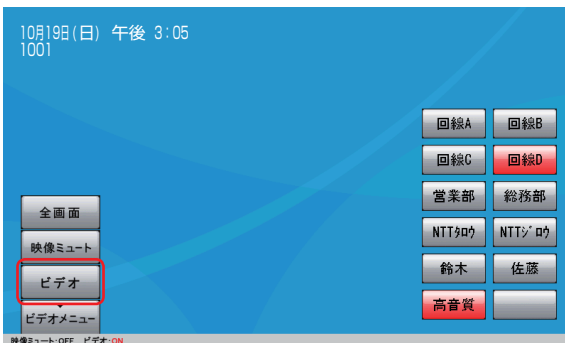 10月19日(日) 午後 3:05
1001
回線A 回線B
回線C 回線D
営業部 総務部
NTTﾀﾛｳ NTTｼﾞﾛｳ
鈴木 佐藤
高音質
全画面
映像ミュート
ビデオ
ビデオメニュー
映像ミュート:OFF ビデオ:ON